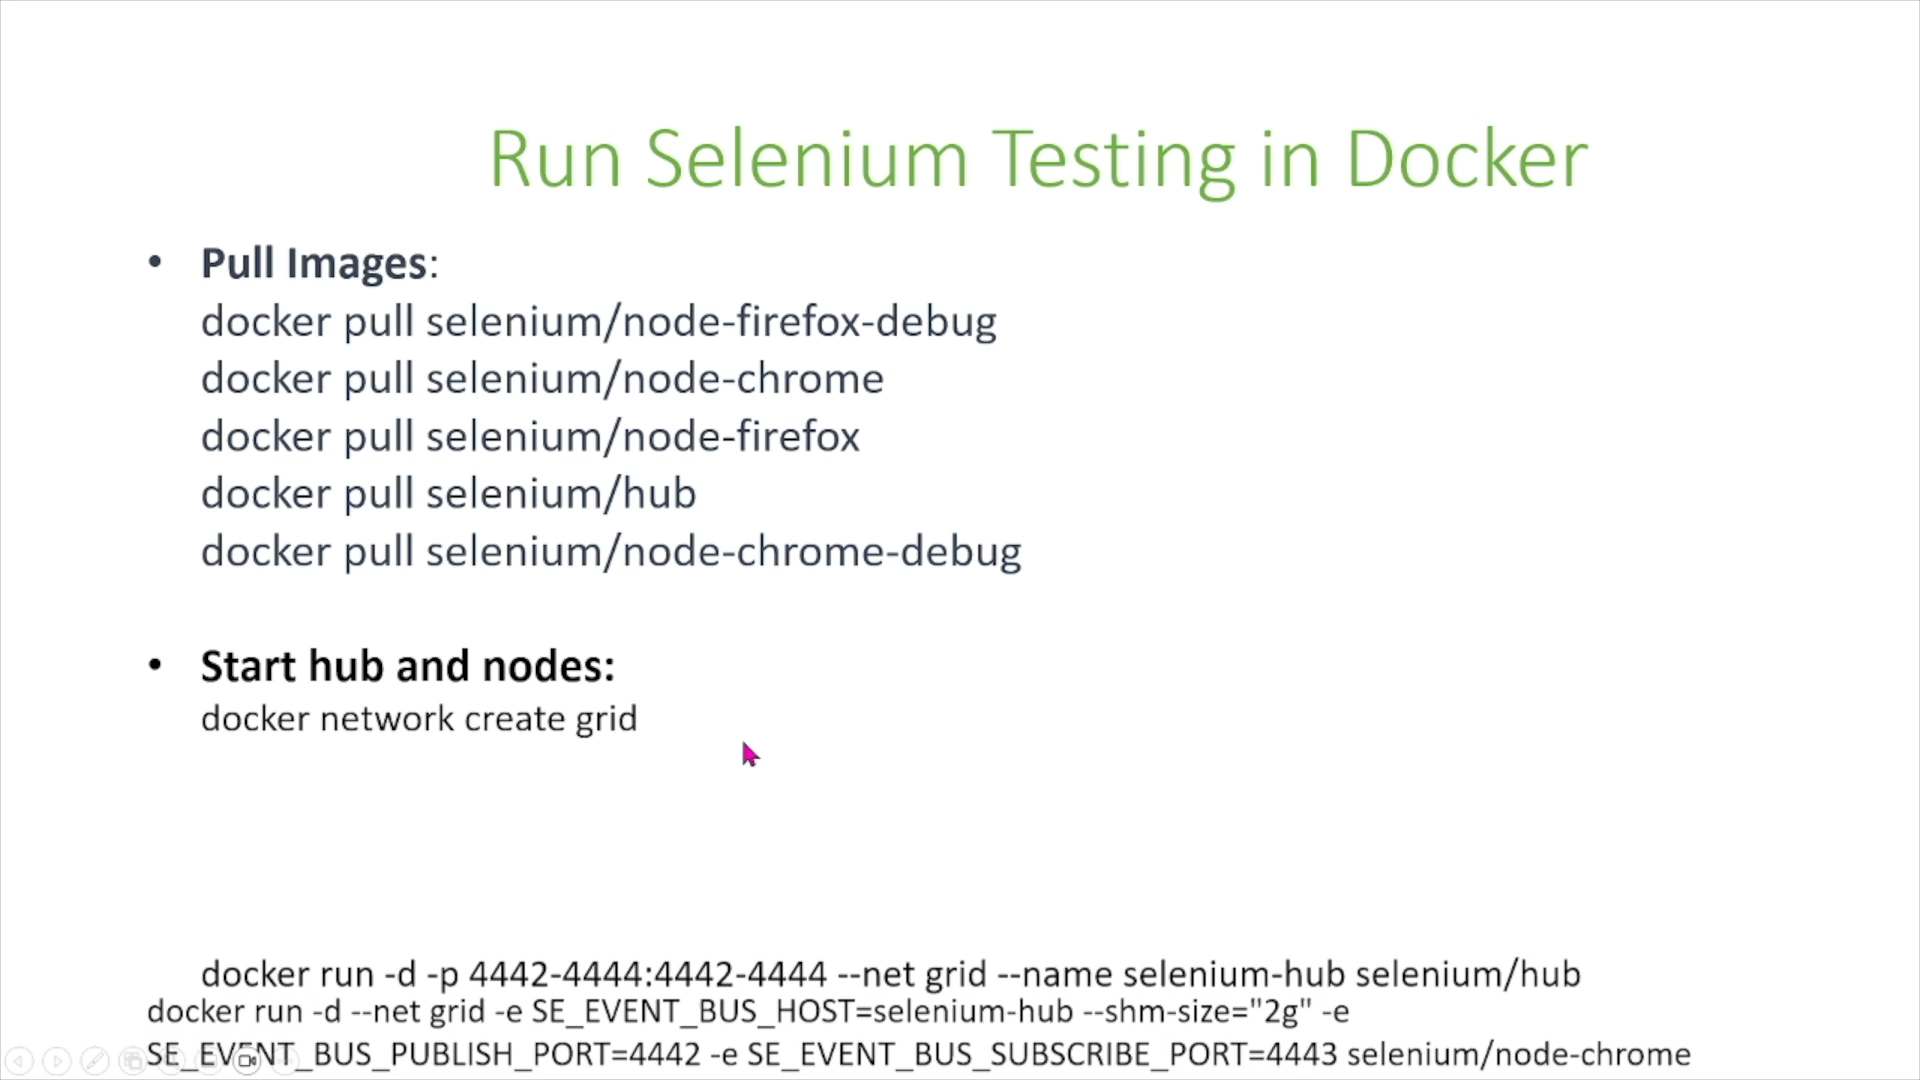 Run Selenium Testing in Docker
• Pull Images:
docker pull selenium/node-firefox-debug
docker pull selenium/node-chrome
docker pull selenium/node-firefox
docker pull selenium/hub
docker pull selenium/node-chrome-debug
• Start hub and nodes:
docker network create grid
docker run -d -p 4442-4444:4442-4444 --net grid --name selenium-hub selenium/hub
docker run -d --net grid -e SE_EVENT_BUS_HOST=selenium-hub --shm-size="2g" -e
SE_EVENT_BUS_PUBLISH_PORT=4442 -e SE_EVENT_BUS_SUBSCRIBE_PORT=4443 selenium/node-chrome